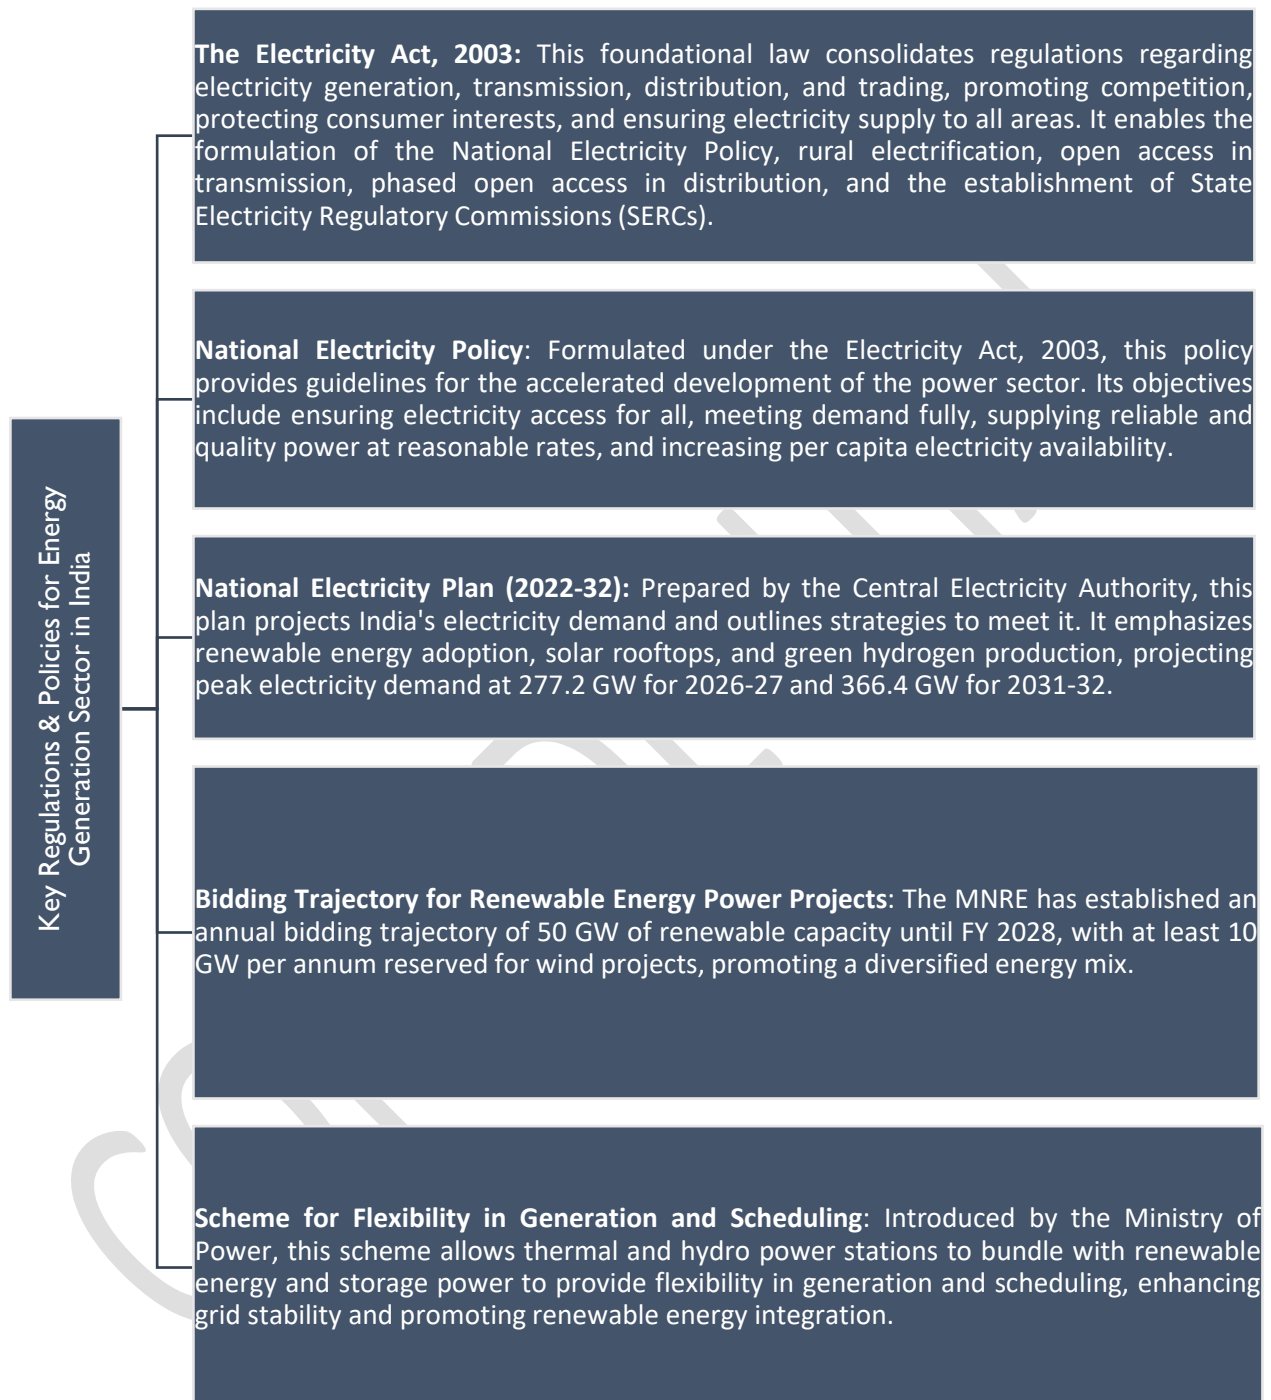 Key Regulations & Policies for Energy
Generation Sector in India
The Electricity Act, 2003: This foundational law consolidates regulations regarding
electricity generation, transmission, distribution, and trading, promoting competition,
protecting consumer interests, and ensuring electricity supply to all areas. It enables the
formulation of the National Electricity Policy, rural electrification, open access in
transmission, phased open access in distribution, and the establishment of State
Electricity Regulatory Commissions (SERCs).
National Electricity Policy: Formulated under the Electricity Act, 2003, this policy
provides guidelines for the accelerated development of the power sector. Its objectives
include ensuring electricity access for all, meeting demand fully, supplying reliable and
quality power at reasonable rates, and increasing per capita electricity availability.
National Electricity Plan (2022-32): Prepared by the Central Electricity Authority, this
plan projects India's electricity demand and outlines strategies to meet it. It emphasizes
renewable energy adoption, solar rooftops, and green hydrogen production, projecting
peak electricity demand at 277.2 GW for 2026-27 and 366.4 GW for 2031-32.
Bidding Trajectory for Renewable Energy Power Projects: The MNRE has established an
annual bidding trajectory of 50 GW of renewable capacity until FY 2028, with at least 10
GW per annum reserved for wind projects, promoting a diversified energy mix.
Scheme for Flexibility in Generation and Scheduling: Introduced by the Ministry of
Power, this scheme allows thermal and hydro power stations to bundle with renewable
energy and storage power to provide flexibility in generation and scheduling, enhancing
grid stability and promoting renewable energy integration.